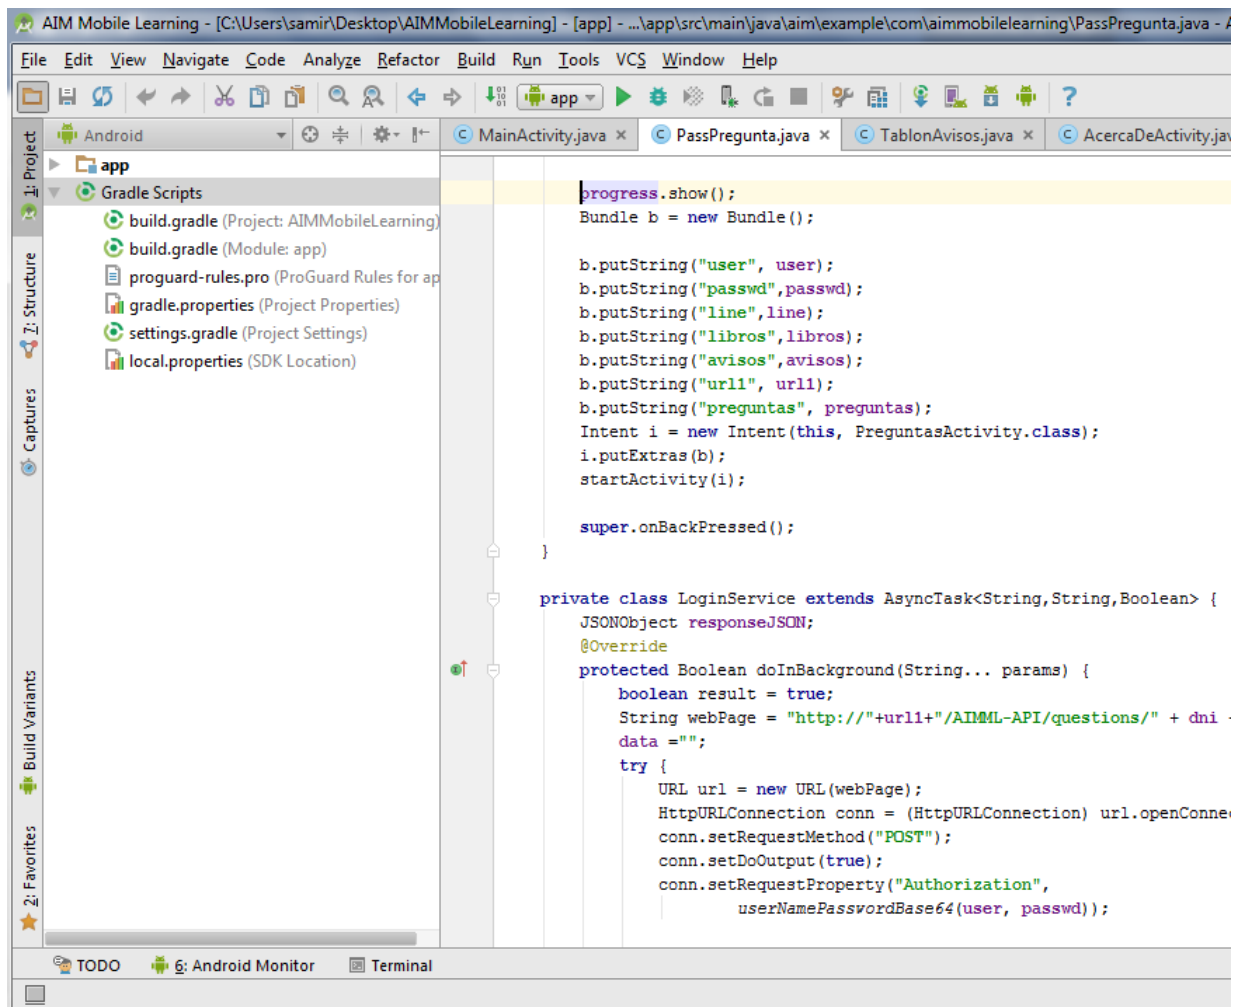 AIM Mobile Learning - [C:\Users\samir\Desktop\AIMMobileLearning] - [app] - ...\app\src\main\java\aim\example\com\aimmobilelearning\PassPregunta.java - A
File Edit View Navigate Code Analyze Refactor Build Run Tools VCS Window Help
app
Android
MainActivity.java × PassPregunta.java × TablonAvisos.java × AcercaDeActivity.jav
1: Project
7: Structure
Captures
Build Variants
2: Favorites
app
Gradle Scripts
build.gradle (Project: AIMMobileLearning)
build.gradle (Module: app)
proguard-rules.pro (ProGuard Rules for ap
gradle.properties (Project Properties)
settings.gradle (Project Settings)
local.properties (SDK Location)
progress.show();
Bundle b = new Bundle();
b.putString("user", user);
b.putString("passwd",passwd);
b.putString("line",line);
b.putString("libros",libros);
b.putString("avisos",avisos);
b.putString("url1", url1);
b.putString("preguntas", preguntas);
Intent i = new Intent(this, PreguntasActivity.class);
i.putExtras(b);
startActivity(i);
super.onBackPressed();
}
private class LoginService extends AsyncTask<String,String,Boolean> {
JSONObject responseJSON;
@Override
protected Boolean doInBackground(String... params) {
boolean result = true;
String webPage = "http://"+url1+"/AIMML-API/questions/" + dni
data ="";
try {
URL url = new URL(webPage);
HttpURLConnection conn = (HttpURLConnection) url.openConne
conn.setRequestMethod("POST");
conn.setDoOutput(true);
conn.setRequestProperty("Authorization",
userNamePasswordBase64(user, passwd));
TODO 6: Android Monitor Terminal